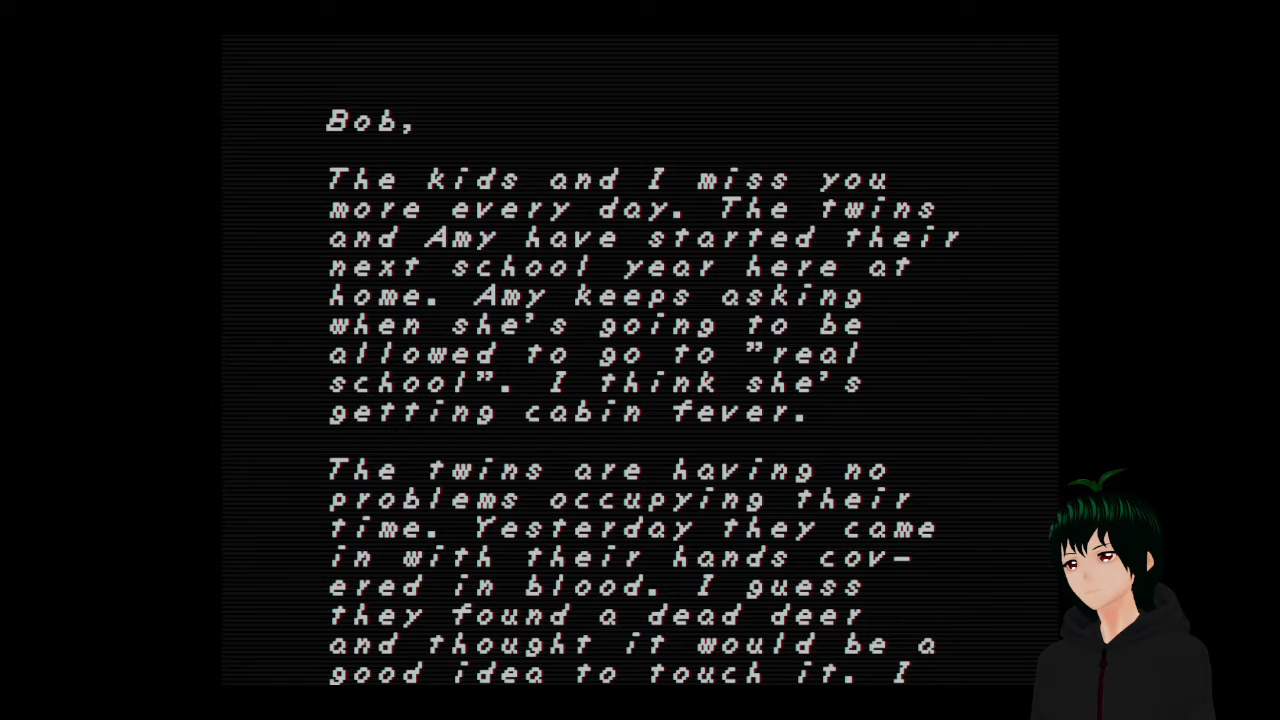 Bob,
The kids and I miss you
more every day. The twins
and Amy have started their
next school year here at
home. Amy keeps asking
when she's going to be
allowed to go to "real
school". I think she's
getting cabin fever.
The twins are having no
problems occupying their
time. Yesterday they came
in with their hands cov-
ered in blood. I guess
they found a dead deer
and thought it would be a
good idea to touch it. I